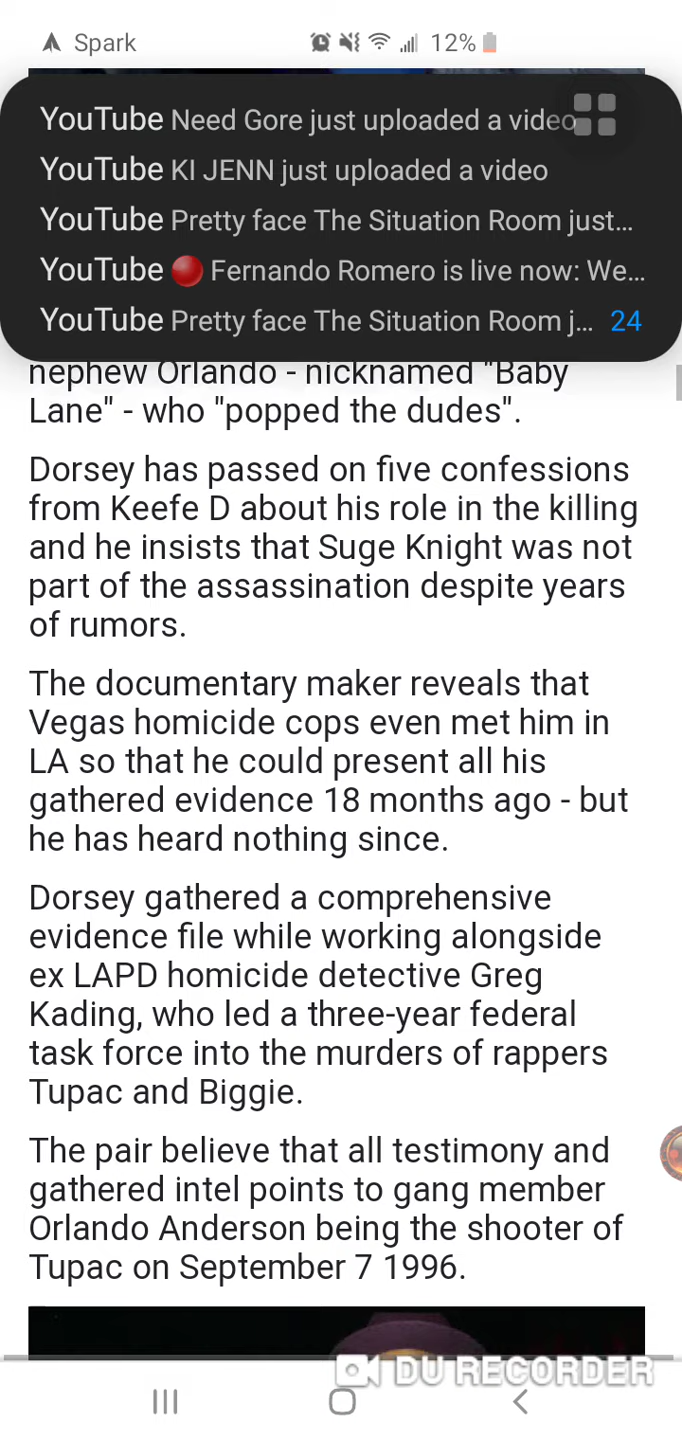 Spark 12%
YouTube Need Gore just uploaded a video
YouTube KI JENN just uploaded a video
YouTube Pretty face The Situation Room just...
YouTube 🔴 Fernando Romero is live now: We...
YouTube Pretty face The Situation Room j... 24
nephew Orlando - nicknamed "Baby
Lane" - who "popped the dudes".
Dorsey has passed on five confessions
from Keefe D about his role in the killing
and he insists that Suge Knight was not
part of the assassination despite years
of rumors.
The documentary maker reveals that
Vegas homicide cops even met him in
LA so that he could present all his
gathered evidence 18 months ago - but
he has heard nothing since.
Dorsey gathered a comprehensive
evidence file while working alongside
ex LAPD homicide detective Greg
Kading, who led a three-year federal
task force into the murders of rappers
Tupac and Biggie.
The pair believe that all testimony and
gathered intel points to gang member
Orlando Anderson being the shooter of
Tupac on September 7 1996.
DU RECORDER